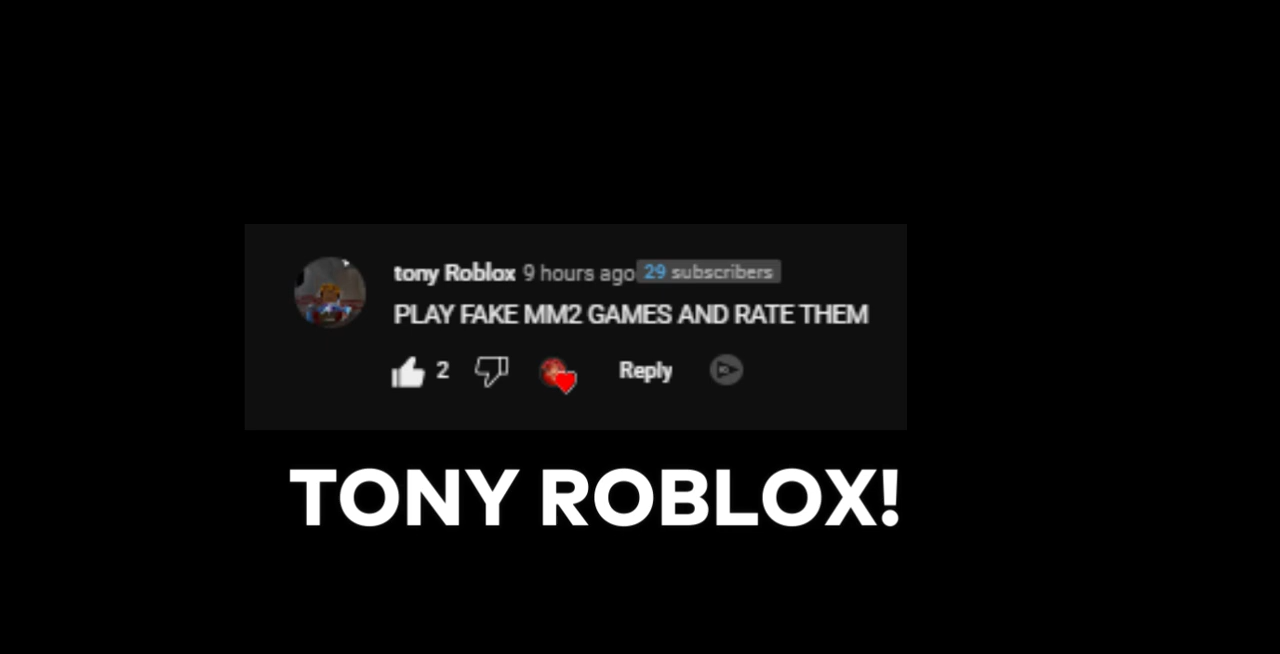 tony Roblox 9 hours ago 29 subscribers
PLAY FAKE MM2 GAMES AND RATE THEM
2 Reply
TONY ROBLOX!